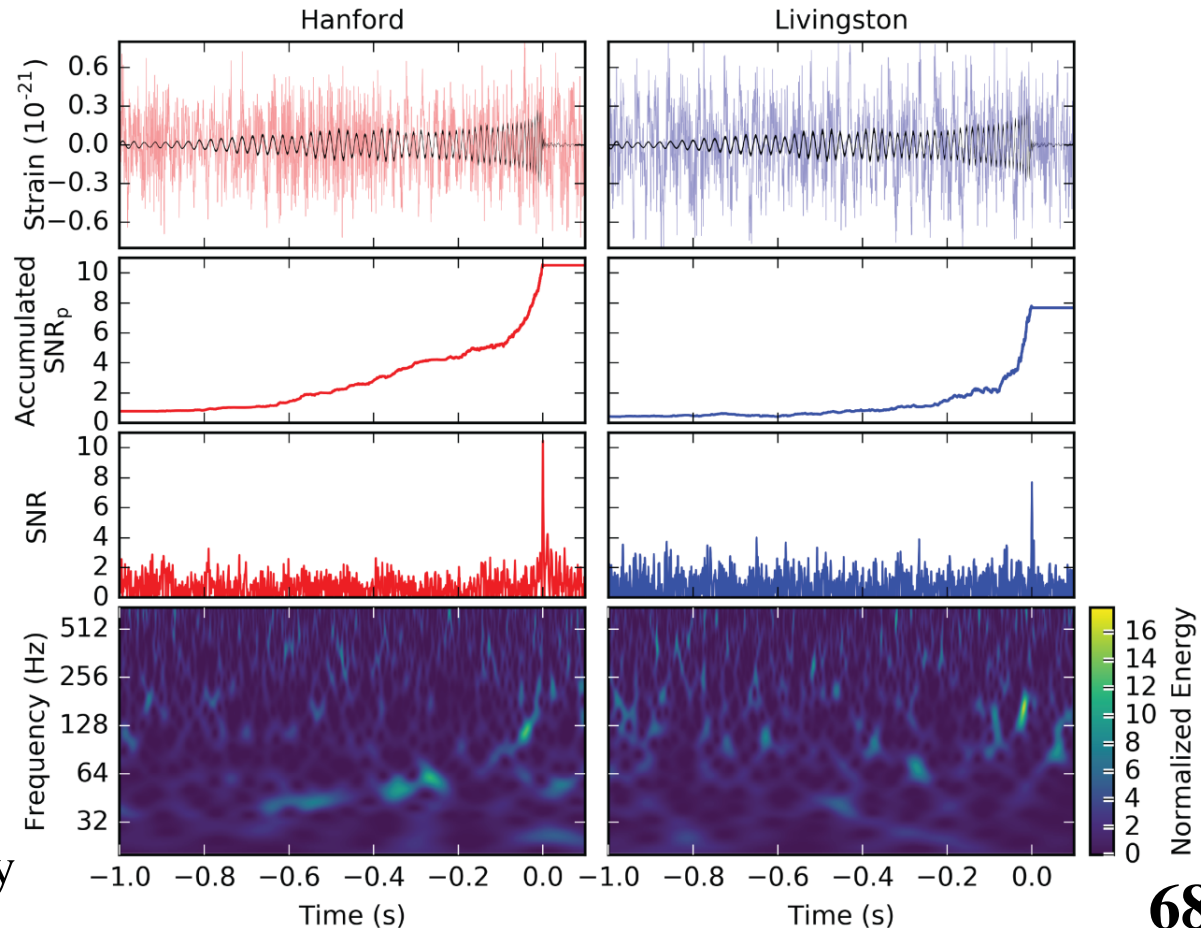 Hanford
Livingston
Strain (10⁻²¹)
0.6
0.3
0.0
−0.3
−0.6
Accumulated
SNRₚ
10
8
6
4
2
0
SNR
10
8
6
4
2
0
Frequency (Hz)
512
256
128
64
32
−1.0 −0.8 −0.6 −0.4 −0.2 0.0
Time (s)
−1.0 −0.8 −0.6 −0.4 −0.2 0.0
Time (s)
16
14
12
10
8
6
4
2
0
Normalized Energy
y
68